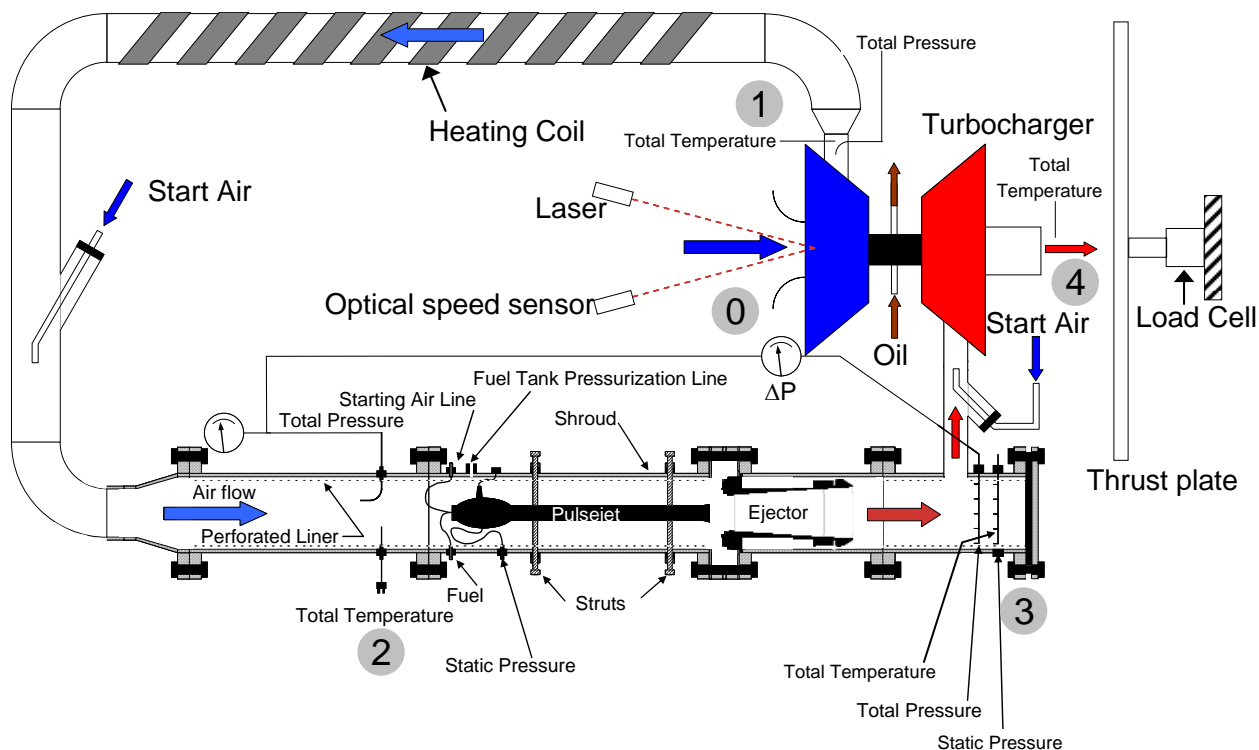 Total Pressure
1
Heating Coil
Total Temperature
Turbocharger
Start Air
Laser
Total
Temperature
Optical speed sensor
0
4
Oil
Start Air
Load Cell
ΔP
Fuel Tank Pressurization Line
Starting Air Line
Total Pressure
Shroud
Thrust plate
Air flow
Pulsejet
Ejector
Perforated Liner
Fuel
Struts
Total Temperature
2
3
Static Pressure
Total Temperature
Total Pressure
Static Pressure